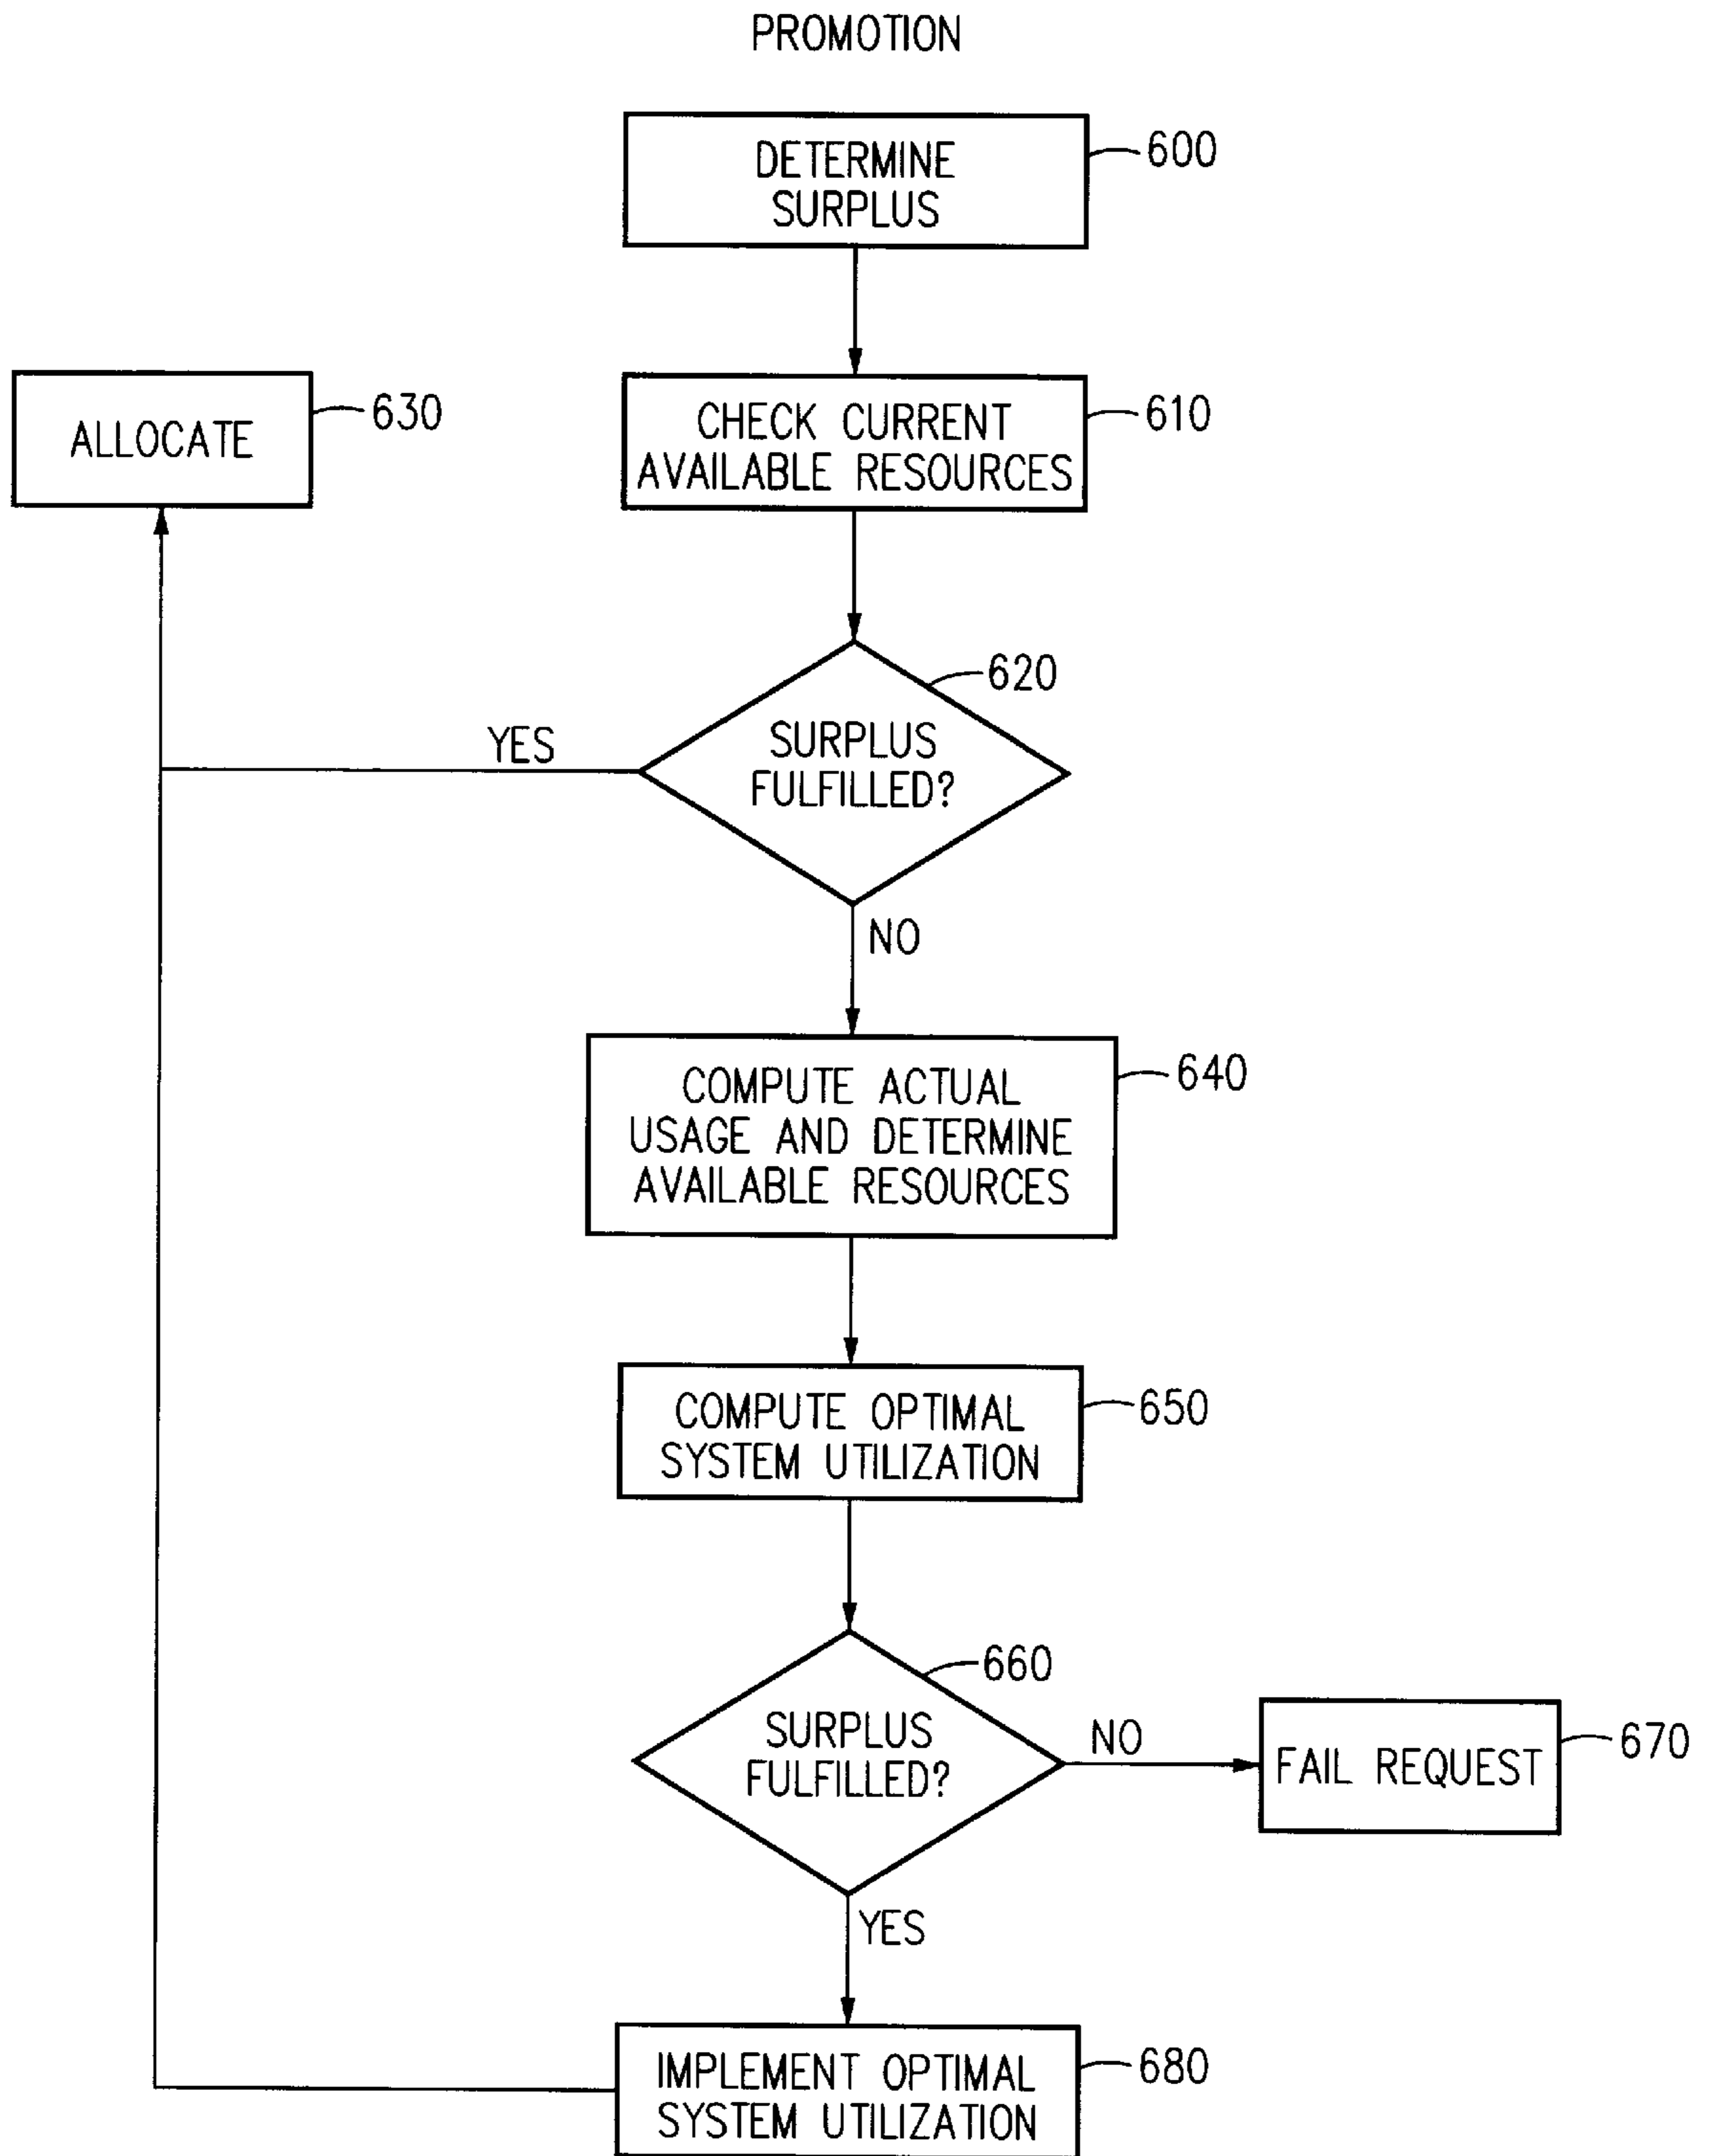 PROMOTION
DETERMINE
SURPLUS
600
ALLOCATE
630
CHECK CURRENT
AVAILABLE RESOURCES
610
620
SURPLUS
FULFILLED?
YES
NO
COMPUTE ACTUAL
USAGE AND DETERMINE
AVAILABLE RESOURCES
640
COMPUTE OPTIMAL
SYSTEM UTILIZATION
650
660
SURPLUS
FULFILLED?
NO
FAIL REQUEST
670
YES
IMPLEMENT OPTIMAL
SYSTEM UTILIZATION
680